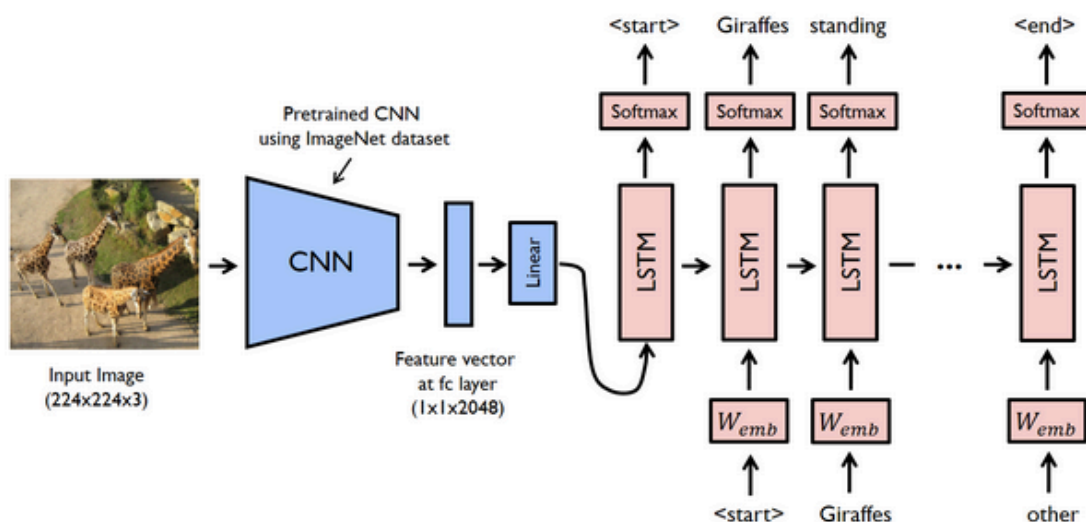 <start> Giraffes standing <end>
Softmax Softmax Softmax Softmax
Pretrained CNN
using ImageNet dataset
CNN
Linear
LSTM LSTM LSTM ... LSTM
Input Image
(224x224x3)
Feature vector
at fc layer
(1x1x2048)
W_emb W_emb W_emb
<start> Giraffes other